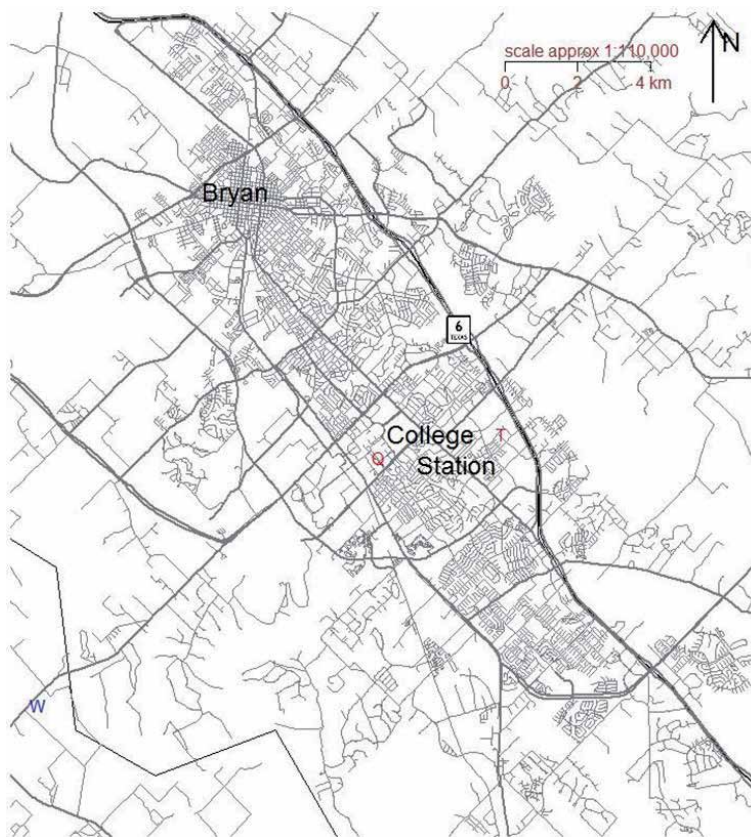 N
scale approx 1:110,000
0 2 4 km
Bryan
6
TEXAS
College T
Q Station
W